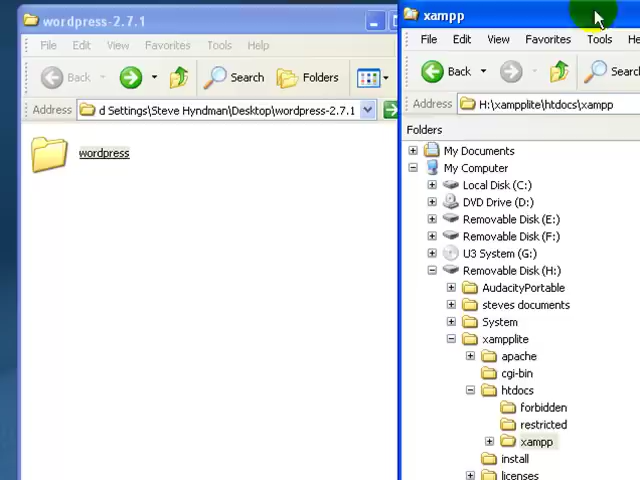 wordpress-2.7.1
File Edit View Favorites Tools Help
Back Search Folders
Address d Settings\Steve Hyndman\Desktop\wordpress-2.7.1
wordpress
xampp
File Edit View Favorites Tools He
Back Search
Address H:\xampplite\htdocs\xampp
Folders
My Documents
My Computer
Local Disk (C:)
DVD Drive (D:)
Removable Disk (E:)
Removable Disk (F:)
U3 System (G:)
Removable Disk (H:)
AudacityPortable
steves documents
System
xampplite
apache
cgi-bin
htdocs
forbidden
restricted
xampp
install
licenses